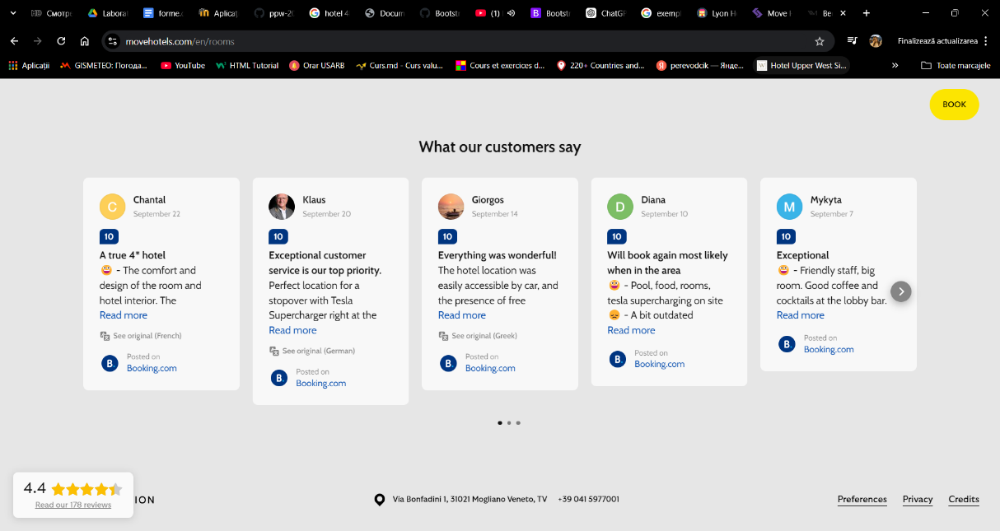 Смотр
Laborat
forme.
Aplicaț
ppw-20
hotel 4
Docum
Bootst
(1)
Bootst
ChatGP
exempl
Lyon H
Move
Be
movehotels.com/en/rooms
Finalizează actualizarea
Aplicații
GISMETEO: Погода...
YouTube
HTML Tutorial
Orar USARB
Curs.md - Curs valu...
Cours et exercices d...
220+ Countries and...
perevodcik — Янде...
Hotel Upper West Si...
»
Toate marcajele
BOOK
What our customers say
C
Chantal
September 22
10
A true 4* hotel
- The comfort and
design of the room and
hotel interior. The
Read more
See original (French)
B.
Posted on
Booking.com
Klaus
September 20
10
Exceptional customer
service is our top priority.
Perfect location for a
stopover with Tesla
Supercharger right at the
Read more
See original (German)
B.
Posted on
Booking.com
Giorgos
September 14
10
Everything was wonderful!
The hotel location was
easily accessible by car, and
the presence of free
Read more
See original (Greek)
B.
Posted on
Booking.com
D
Diana
September 10
10
Will book again most likely
when in the area
- Pool, food, rooms,
tesla supercharging on site
- A bit outdated
Read more
B.
Posted on
Booking.com
M
Mykyta
September 7
10
Exceptional
- Friendly staff, big
room. Good coffee and
cocktails at the lobby bar.
Read more
B.
Posted on
Booking.com
4.4
Read our 178 reviews
ION
Via Bonfadini 1, 31021 Mogliano Veneto, TV
+39 041 5977001
Preferences
Privacy
Credits